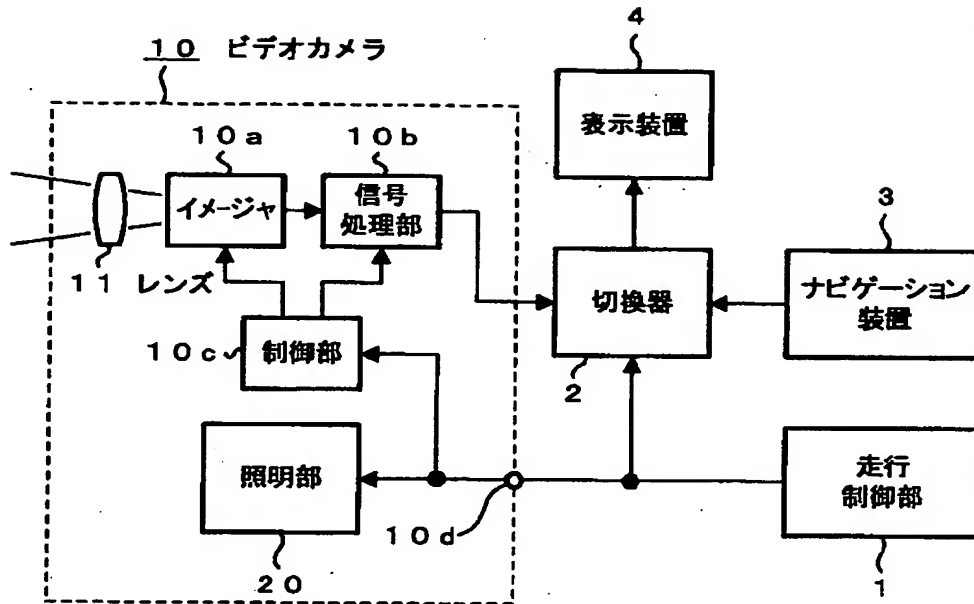 １０ ビデオカメラ
４
表示装置
１０ａ
１０ｂ
イメージャ
信号
処理部
３
１１ レンズ
切換器
ナビゲーション
装置
１０ｃ
制御部
２
照明部
走行
制御部
１０ｄ
２０
１